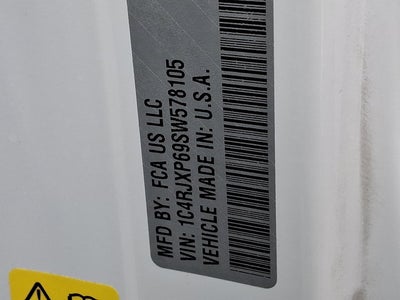 MFD BY: FCA US LLC
VIN: 1C4RJXP69SW578105
VEHICLE MADE IN: U.S.A.